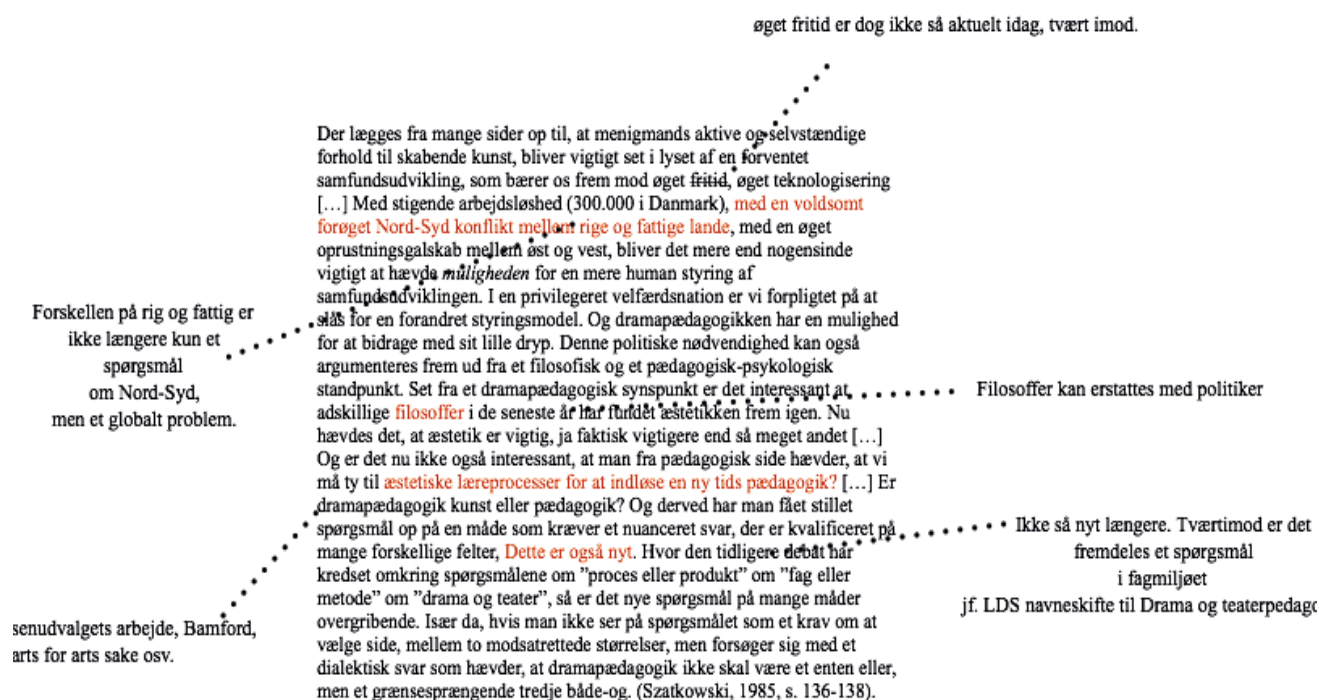 øget fritid er dog ikke så aktuelt idag, tvært imod.
Der lægges fra mange sider op til, at menigmands aktive og selvstændige
forhold til skabende kunst, bliver vigtigt set i lyset af en forventet
samfundsudvikling, som bærer os frem mod øget fritid, øget teknologisering
[…] Med stigende arbejdsløshed (300.000 i Danmark), med en voldsomt
forøget Nord-Syd konflikt mellem rige og fattige lande, med en øget
oprustningsgalskab mellem øst og vest, bliver det mere end nogensinde
vigtigt at hævde muligheden for en mere human styring af
samfundsudviklingen. I en privilegeret velfærdsnation er vi forpligtet på at
slås for en forandret styringsmodel. Og dramapædagogikken har en mulighed
for at bidrage med sit lille dryp. Denne politiske nødvendighed kan også
argumenteres frem ud fra et filosofisk og et pædagogisk-psykologisk
standpunkt. Set fra et dramapædagogisk synspunkt er det interessant at
adskillige filosoffer i de seneste år har fundet æstetikken frem igen. Nu
hævdes det, at æstetik er vigtig, ja faktisk vigtigere end så meget andet […]
Og er det nu ikke også interessant, at man fra pædagogisk side hævder, at vi
må ty til æstetiske læreprocesser for at indløse en ny tids pædagogik? […] Er
dramapædagogik kunst eller pædagogik? Og derved har man fået stillet
spørgsmål op på en måde som kræver et nuanceret svar, der er kvalificeret på
mange forskellige felter, Dette er også nyt. Hvor den tidligere debat har
kredset omkring spørgsmålene om ”proces eller produkt” om ”fag eller
metode” om ”drama og teater”, så er det nye spørgsmål på mange måder
overgribende. Især da, hvis man ikke ser på spørgsmålet som et krav om at
vælge side, mellem to modsatrettede størrelser, men forsøger sig med et
dialektisk svar som hævder, at dramapædagogik ikke skal være et enten eller,
men et grænsesprængende tredje både-og. (Szatkowski, 1985, s. 136-138).
Forskellen på rig og fattig er
ikke længere kun et
spørgsmål
om Nord-Syd,
men et globalt problem.
Filosoffer kan erstattes med politiker
Ikke så nyt længere. Tværtimod er det
fremdeles et spørgsmål
i fagmiljøet
jf. LDS navneskifte til Drama og teaterpedago
senudvalgets arbejde, Bamford,
arts for arts sake osv.